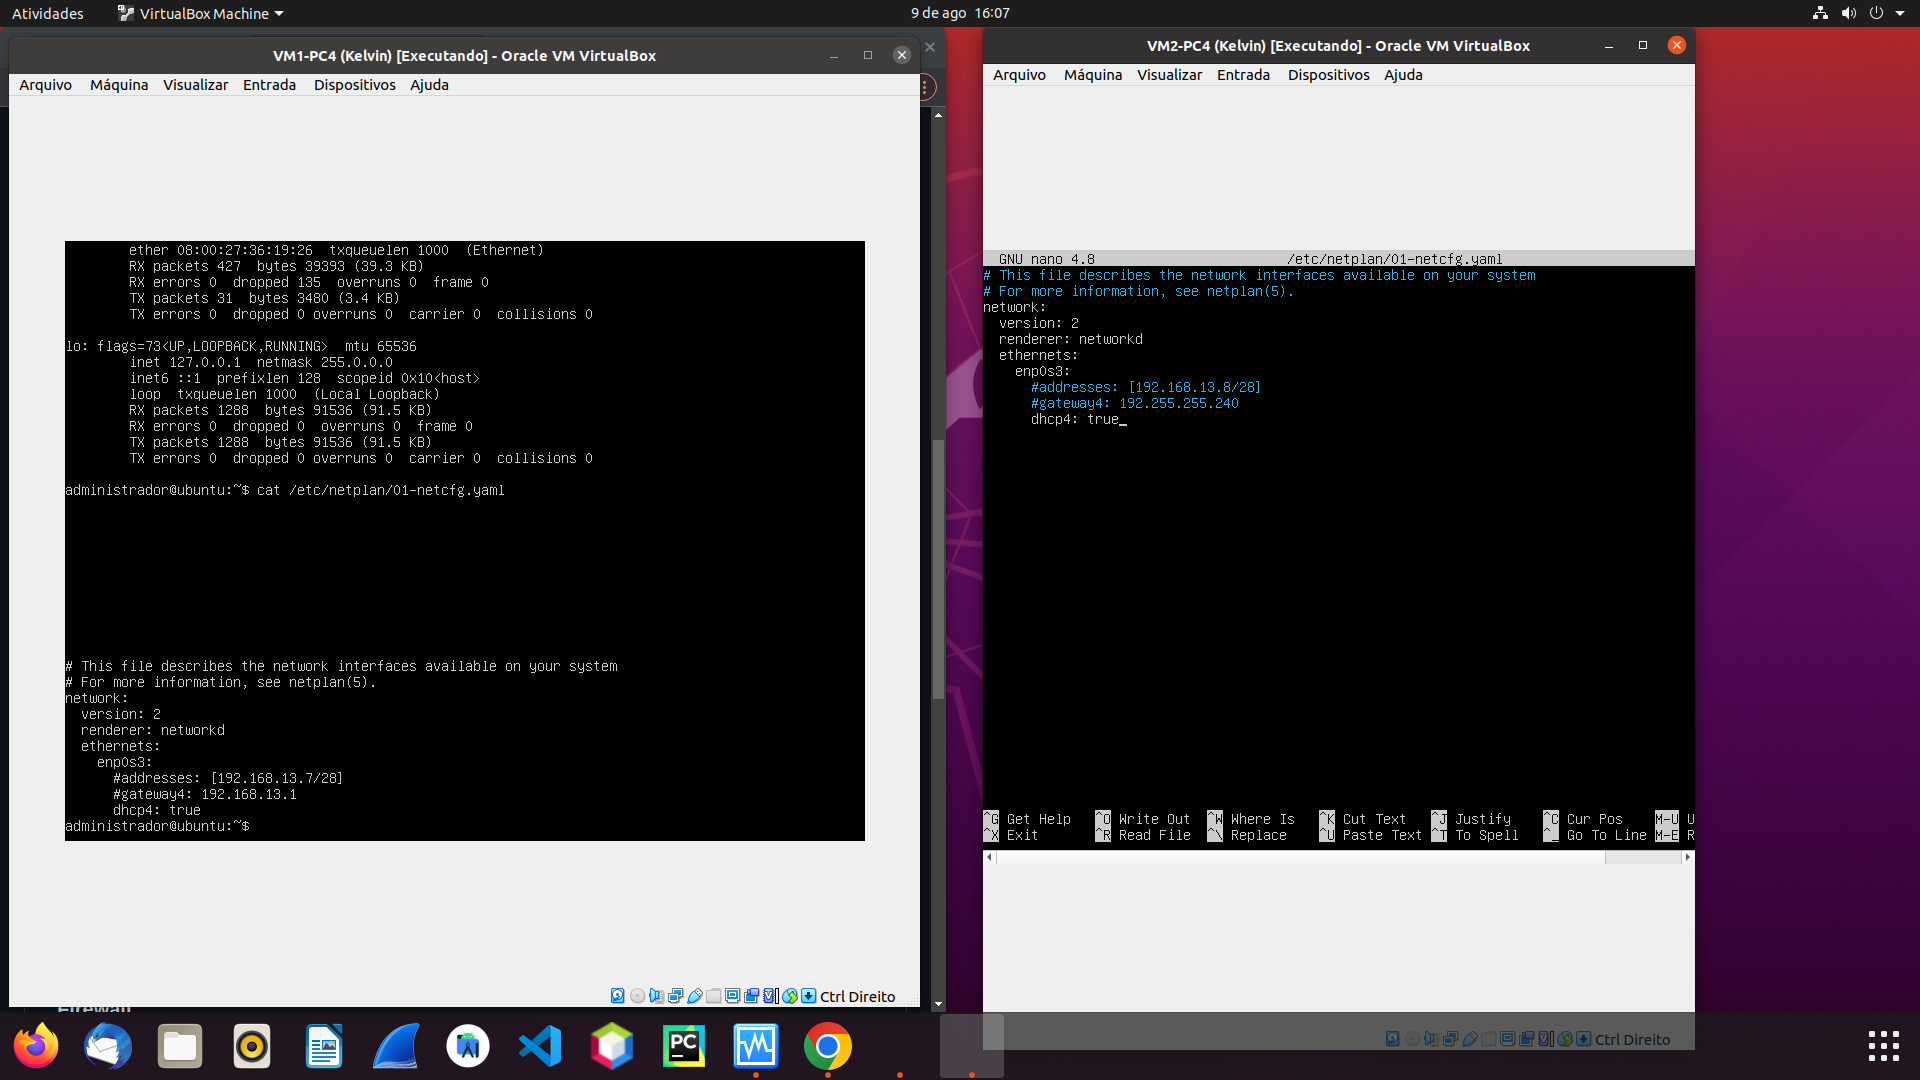 Atividades
VirtualBox Machine
9 de ago 16:07
VM1-PC4 (Kelvin) [Executando] - Oracle VM VirtualBox
Arquivo Máquina Visualizar Entrada Dispositivos Ajuda
ether 08:00:27:36:19:26 txqueuelen 1000 (Ethernet)
RX packets 427 bytes 39393 (39.3 KB)
RX errors 0 dropped 135 overruns 0 frame 0
TX packets 31 bytes 3480 (3.4 KB)
TX errors 0 dropped 0 overruns 0 carrier 0 collisions 0
lo: flags=73<UP,LOOPBACK,RUNNING> mtu 65536
inet 127.0.0.1 netmask 255.0.0.0
inet6 ::1 prefixlen 128 scopeid 0x10<host>
loop txqueuelen 1000 (Local Loopback)
RX packets 1288 bytes 91536 (91.5 KB)
RX errors 0 dropped 0 overruns 0 frame 0
TX packets 1288 bytes 91536 (91.5 KB)
TX errors 0 dropped 0 overruns 0 carrier 0 collisions 0
administrador@ubuntu:~$ cat /etc/netplan/01-netcfg.yaml
# This file describes the network interfaces available on your system
# For more information, see netplan(5).
network:
version: 2
renderer: networkd
ethernets:
enp0s3:
#addresses: [192.168.13.7/28]
#gateway4: 192.168.13.1
dhcp4: true
administrador@ubuntu:~$
Ctrl Direito
Firewall
VM2-PC4 (Kelvin) [Executando] - Oracle VM VirtualBox
Arquivo Máquina Visualizar Entrada Dispositivos Ajuda
GNU nano 4.8 /etc/netplan/01-netcfg.yaml
# This file describes the network interfaces available on your system
# For more information, see netplan(5).
network:
version: 2
renderer: networkd
ethernets:
enp0s3:
#addresses: [192.168.13.8/28]
#gateway4: 192.255.255.240
dhcp4: true_
^G Get Help ^O Write Out ^W Where Is ^K Cut Text ^J Justify ^C Cur Pos M-U U
^X Exit ^R Read File ^\ Replace ^U Paste Text ^T To Spell ^_ Go To Line M-E R
Ctrl Direito
PC